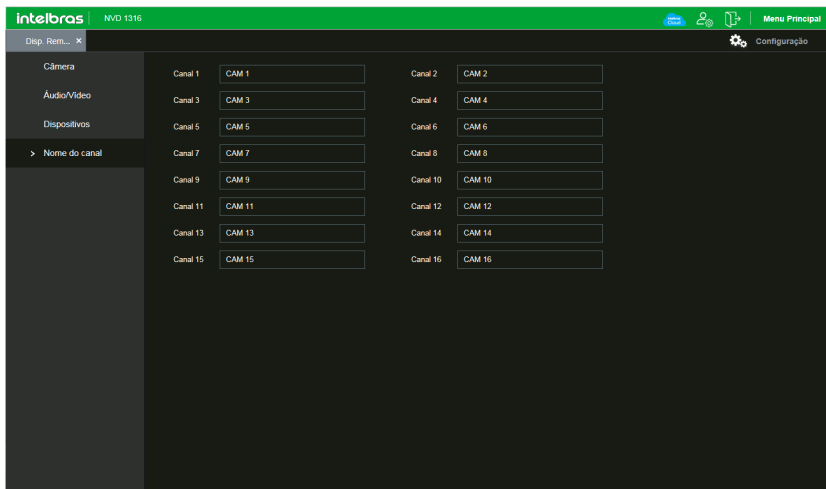 intelbras NVD 1316 Cloud Menu Principal
Disp. Rem... × Configuração
Câmera
Áudio/Vídeo
Dispositivos
> Nome do canal
Canal 1 CAM 1 Canal 2 CAM 2
Canal 3 CAM 3 Canal 4 CAM 4
Canal 5 CAM 5 Canal 6 CAM 6
Canal 7 CAM 7 Canal 8 CAM 8
Canal 9 CAM 9 Canal 10 CAM 10
Canal 11 CAM 11 Canal 12 CAM 12
Canal 13 CAM 13 Canal 14 CAM 14
Canal 15 CAM 15 Canal 16 CAM 16